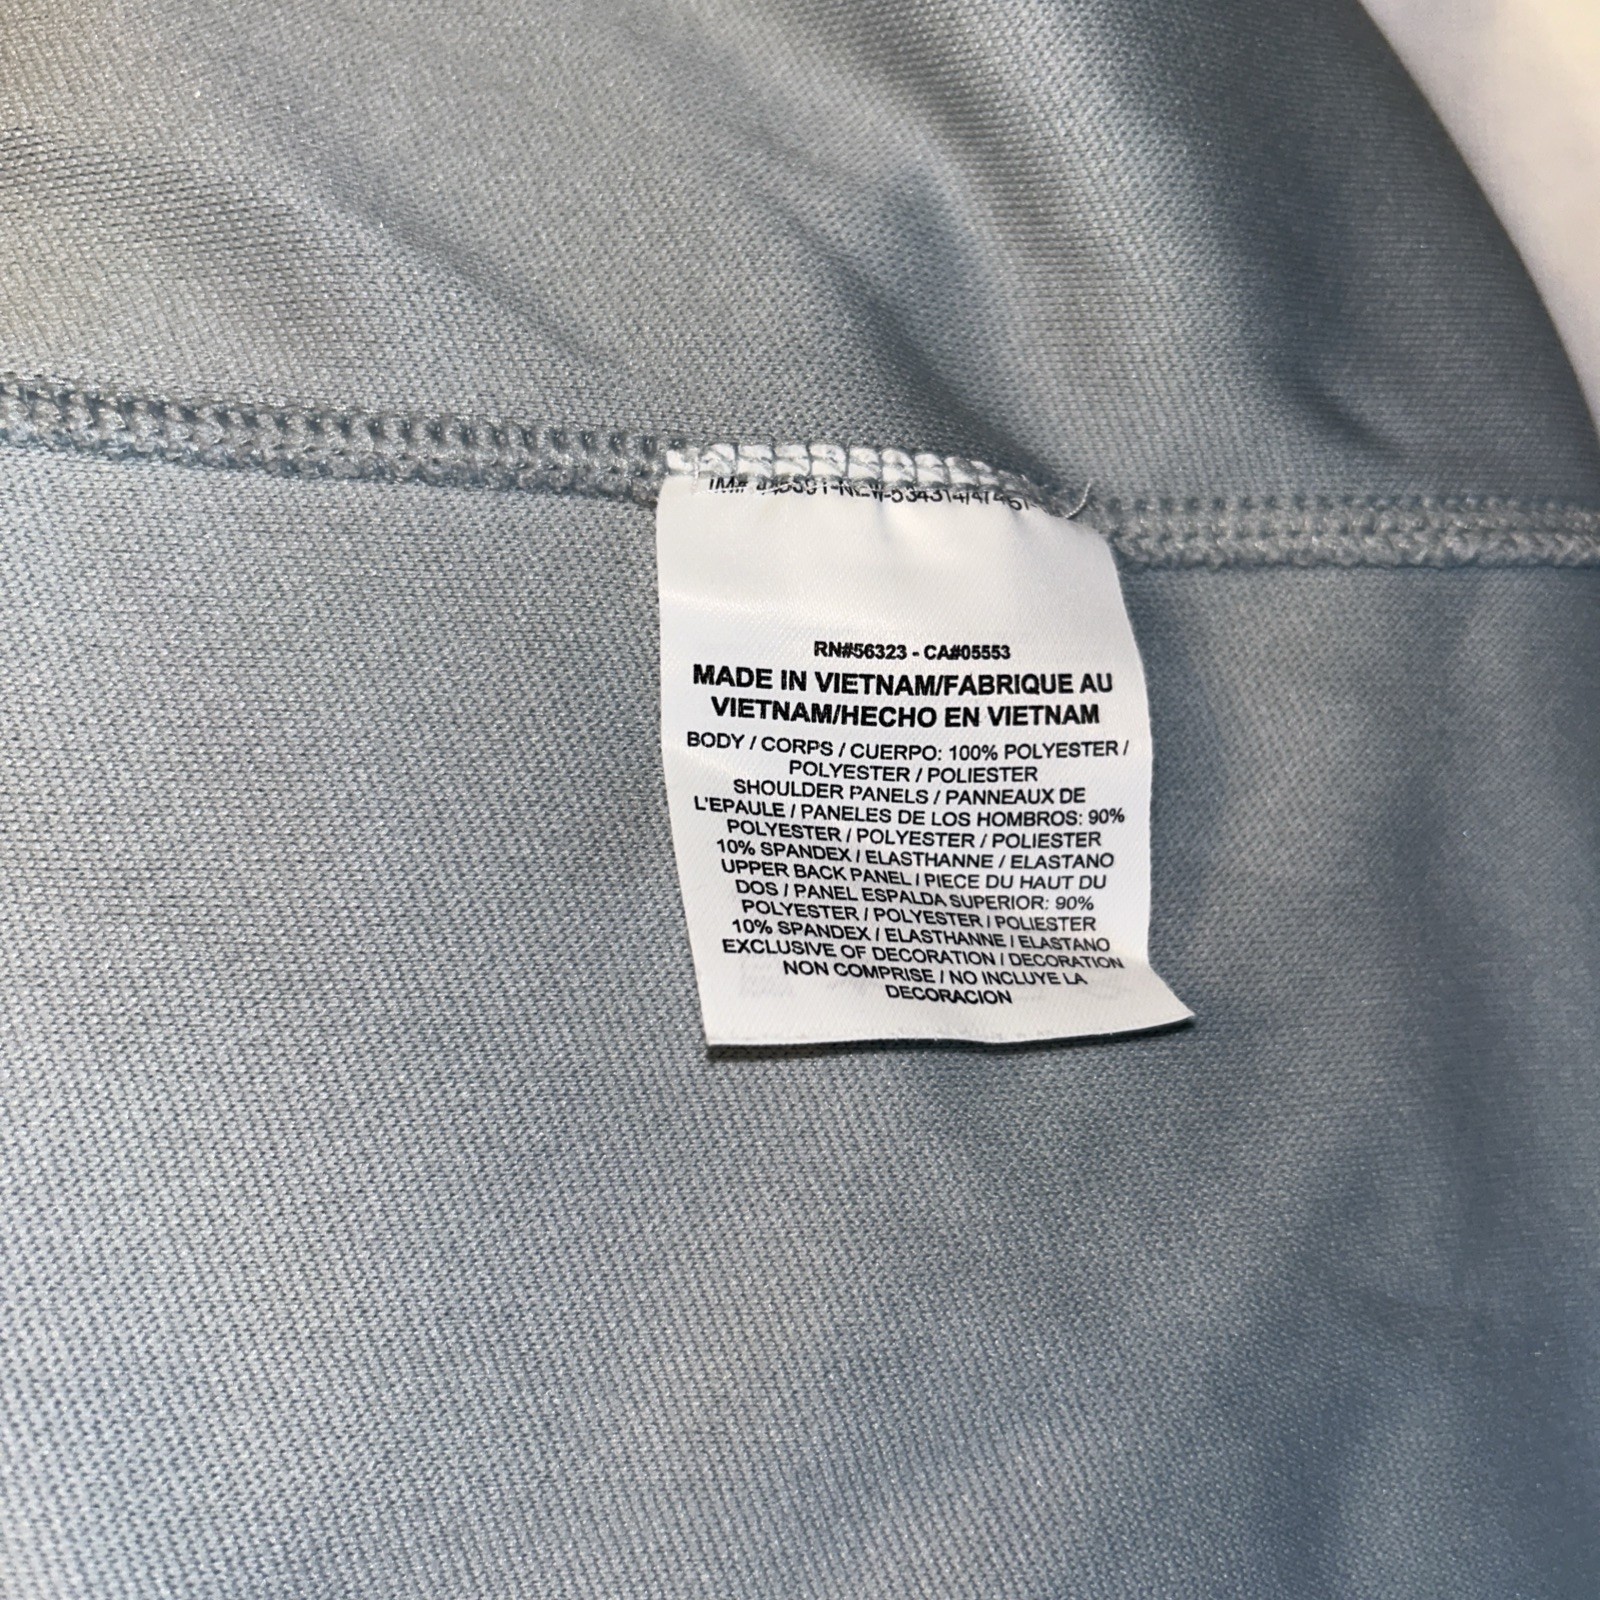 RN#56323 - CA#05553
MADE IN VIETNAM/FABRIQUE AU
VIETNAM/HECHO EN VIETNAM
BODY / CORPS / CUERPO: 100% POLYESTER /
POLYESTER / POLIESTER
SHOULDER PANELS / PANNEAUX DE
L'EPAULE / PANELES DE LOS HOMBROS: 90%
POLYESTER / POLYESTER / POLIESTER
10% SPANDEX / ELASTHANNE / ELASTANO
UPPER BACK PANEL / PIECE DU HAUT DU
DOS / PANEL ESPALDA SUPERIOR: 90%
POLYESTER / POLYESTER / POLIESTER
10% SPANDEX / ELASTHANNE / ELASTANO
EXCLUSIVE OF DECORATION / DECORATION
NON COMPRISE / NO INCLUYE LA
DECORACION